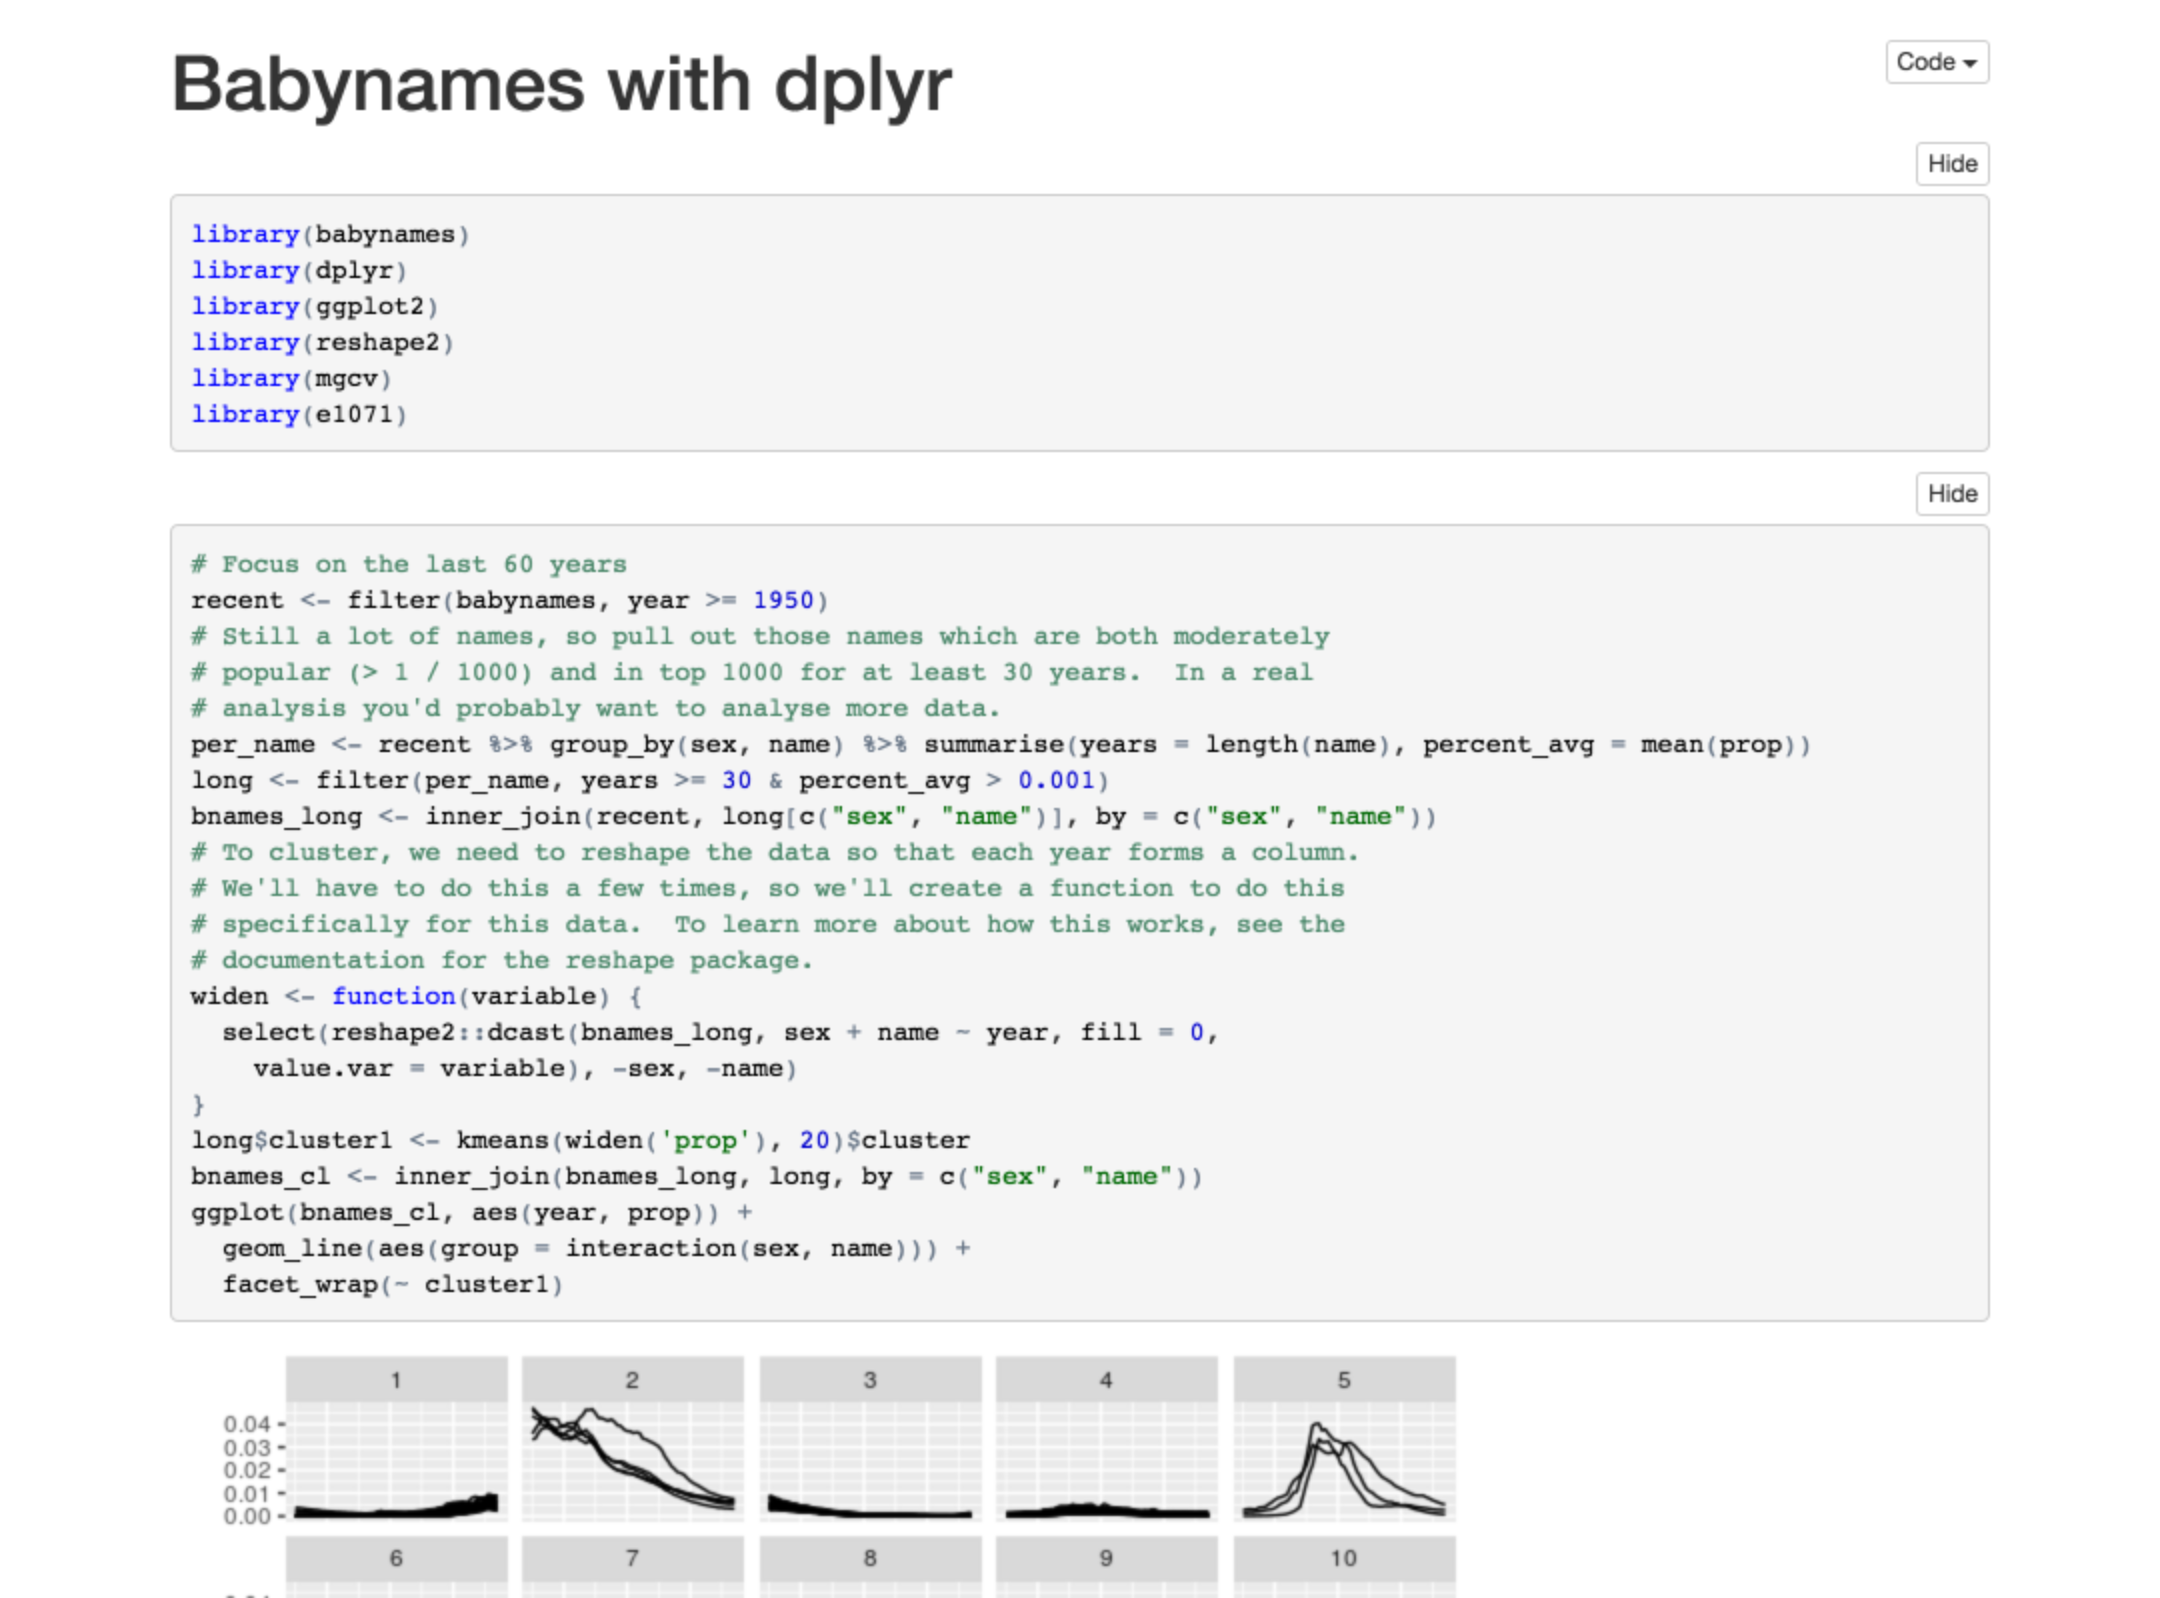 Babynames with dplyr
Code
Hide
library(babynames)
library(dplyr)
library(ggplot2)
library(reshape2)
library(mgcv)
library(e1071)
Hide
# Focus on the last 60 years
recent <- filter(babynames, year >= 1950)
# Still a lot of names, so pull out those names which are both moderately
# popular (> 1 / 1000) and in top 1000 for at least 30 years.  In a real
# analysis you'd probably want to analyse more data.
per_name <- recent %>% group_by(sex, name) %>% summarise(years = length(name), percent_avg = mean(prop))
long <- filter(per_name, years >= 30 & percent_avg > 0.001)
bnames_long <- inner_join(recent, long[c("sex", "name")], by = c("sex", "name"))
# To cluster, we need to reshape the data so that each year forms a column.
# We'll have to do this a few times, so we'll create a function to do this
# specifically for this data.  To learn more about how this works, see the
# documentation for the reshape package.
widen <- function(variable) {
  select(reshape2::dcast(bnames_long, sex + name ~ year, fill = 0,
    value.var = variable), -sex, -name)
}
long$cluster1 <- kmeans(widen('prop'), 20)$cluster
bnames_cl <- inner_join(bnames_long, long, by = c("sex", "name"))
ggplot(bnames_cl, aes(year, prop)) +
  geom_line(aes(group = interaction(sex, name))) +
  facet_wrap(~ cluster1)
1 2 3 4 5
0.04
0.03
0.02
0.01
0.00
6 7 8 9 10